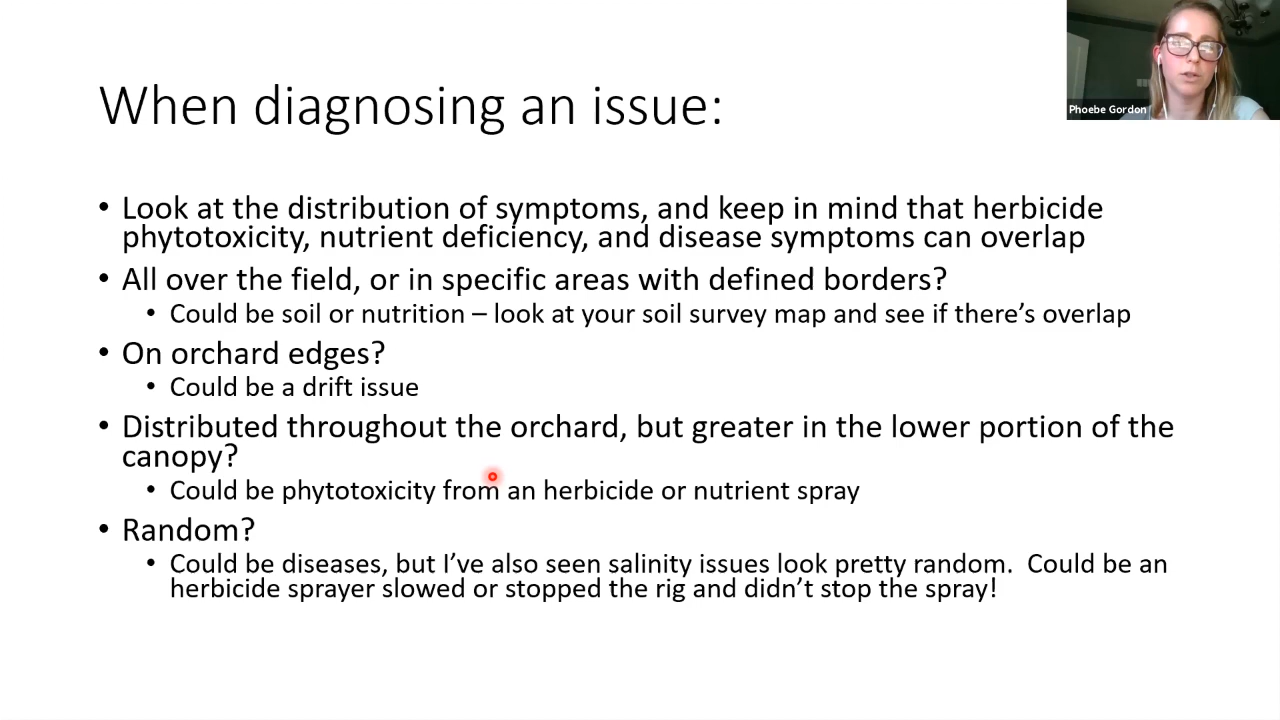 When diagnosing an issue:
Phoebe Gordon
• Look at the distribution of symptoms, and keep in mind that herbicide
phytotoxicity, nutrient deficiency, and disease symptoms can overlap
• All over the field, or in specific areas with defined borders?
• Could be soil or nutrition – look at your soil survey map and see if there’s overlap
• On orchard edges?
• Could be a drift issue
• Distributed throughout the orchard, but greater in the lower portion of the
canopy?
• Could be phytotoxicity from an herbicide or nutrient spray
• Random?
• Could be diseases, but I’ve also seen salinity issues look pretty random.  Could be an
herbicide sprayer slowed or stopped the rig and didn’t stop the spray!